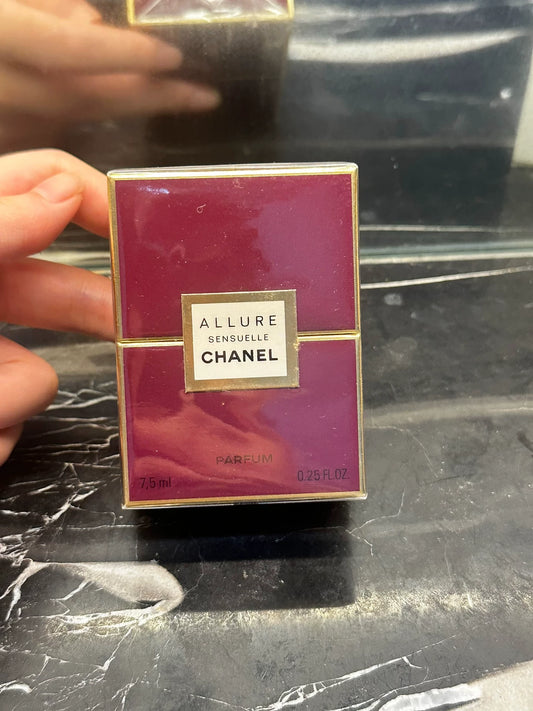 ALLURE
SENSUELLE
CHANEL
PARFUM
7,5 ml 0.25 FL.OZ.